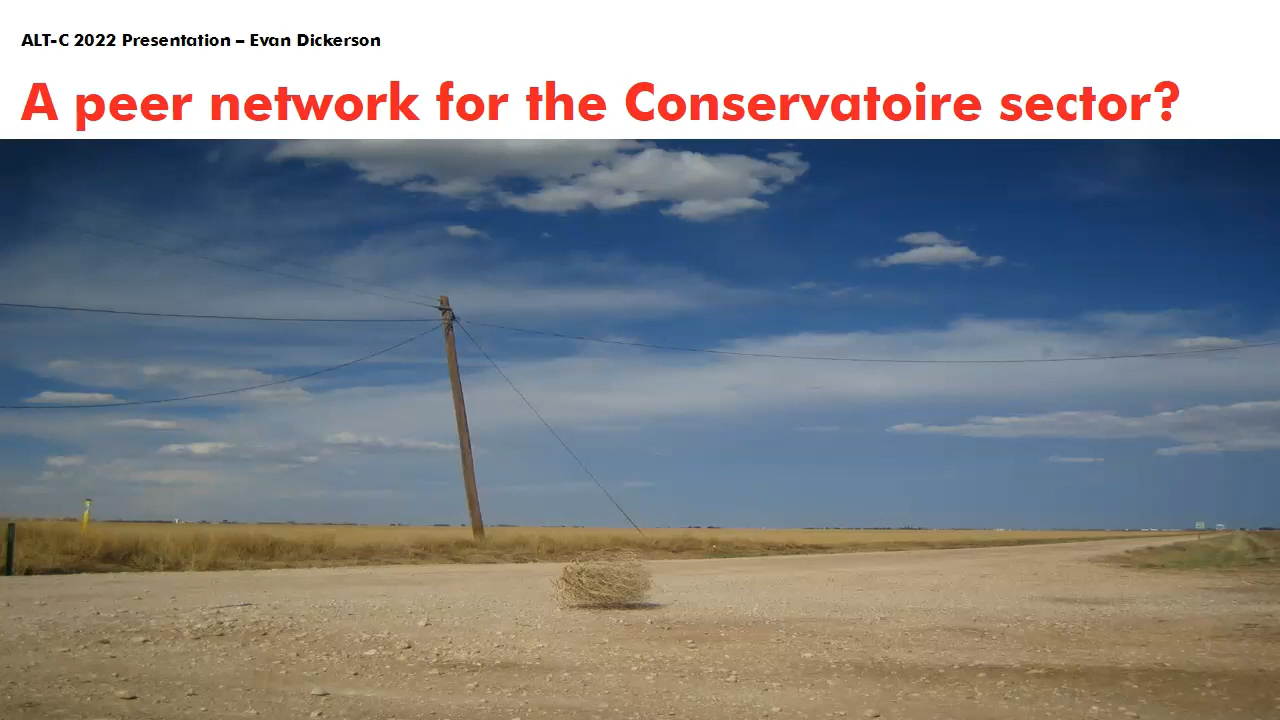 ALT-C 2022 Presentation – Evan Dickerson
A peer network for the Conservatoire sector?